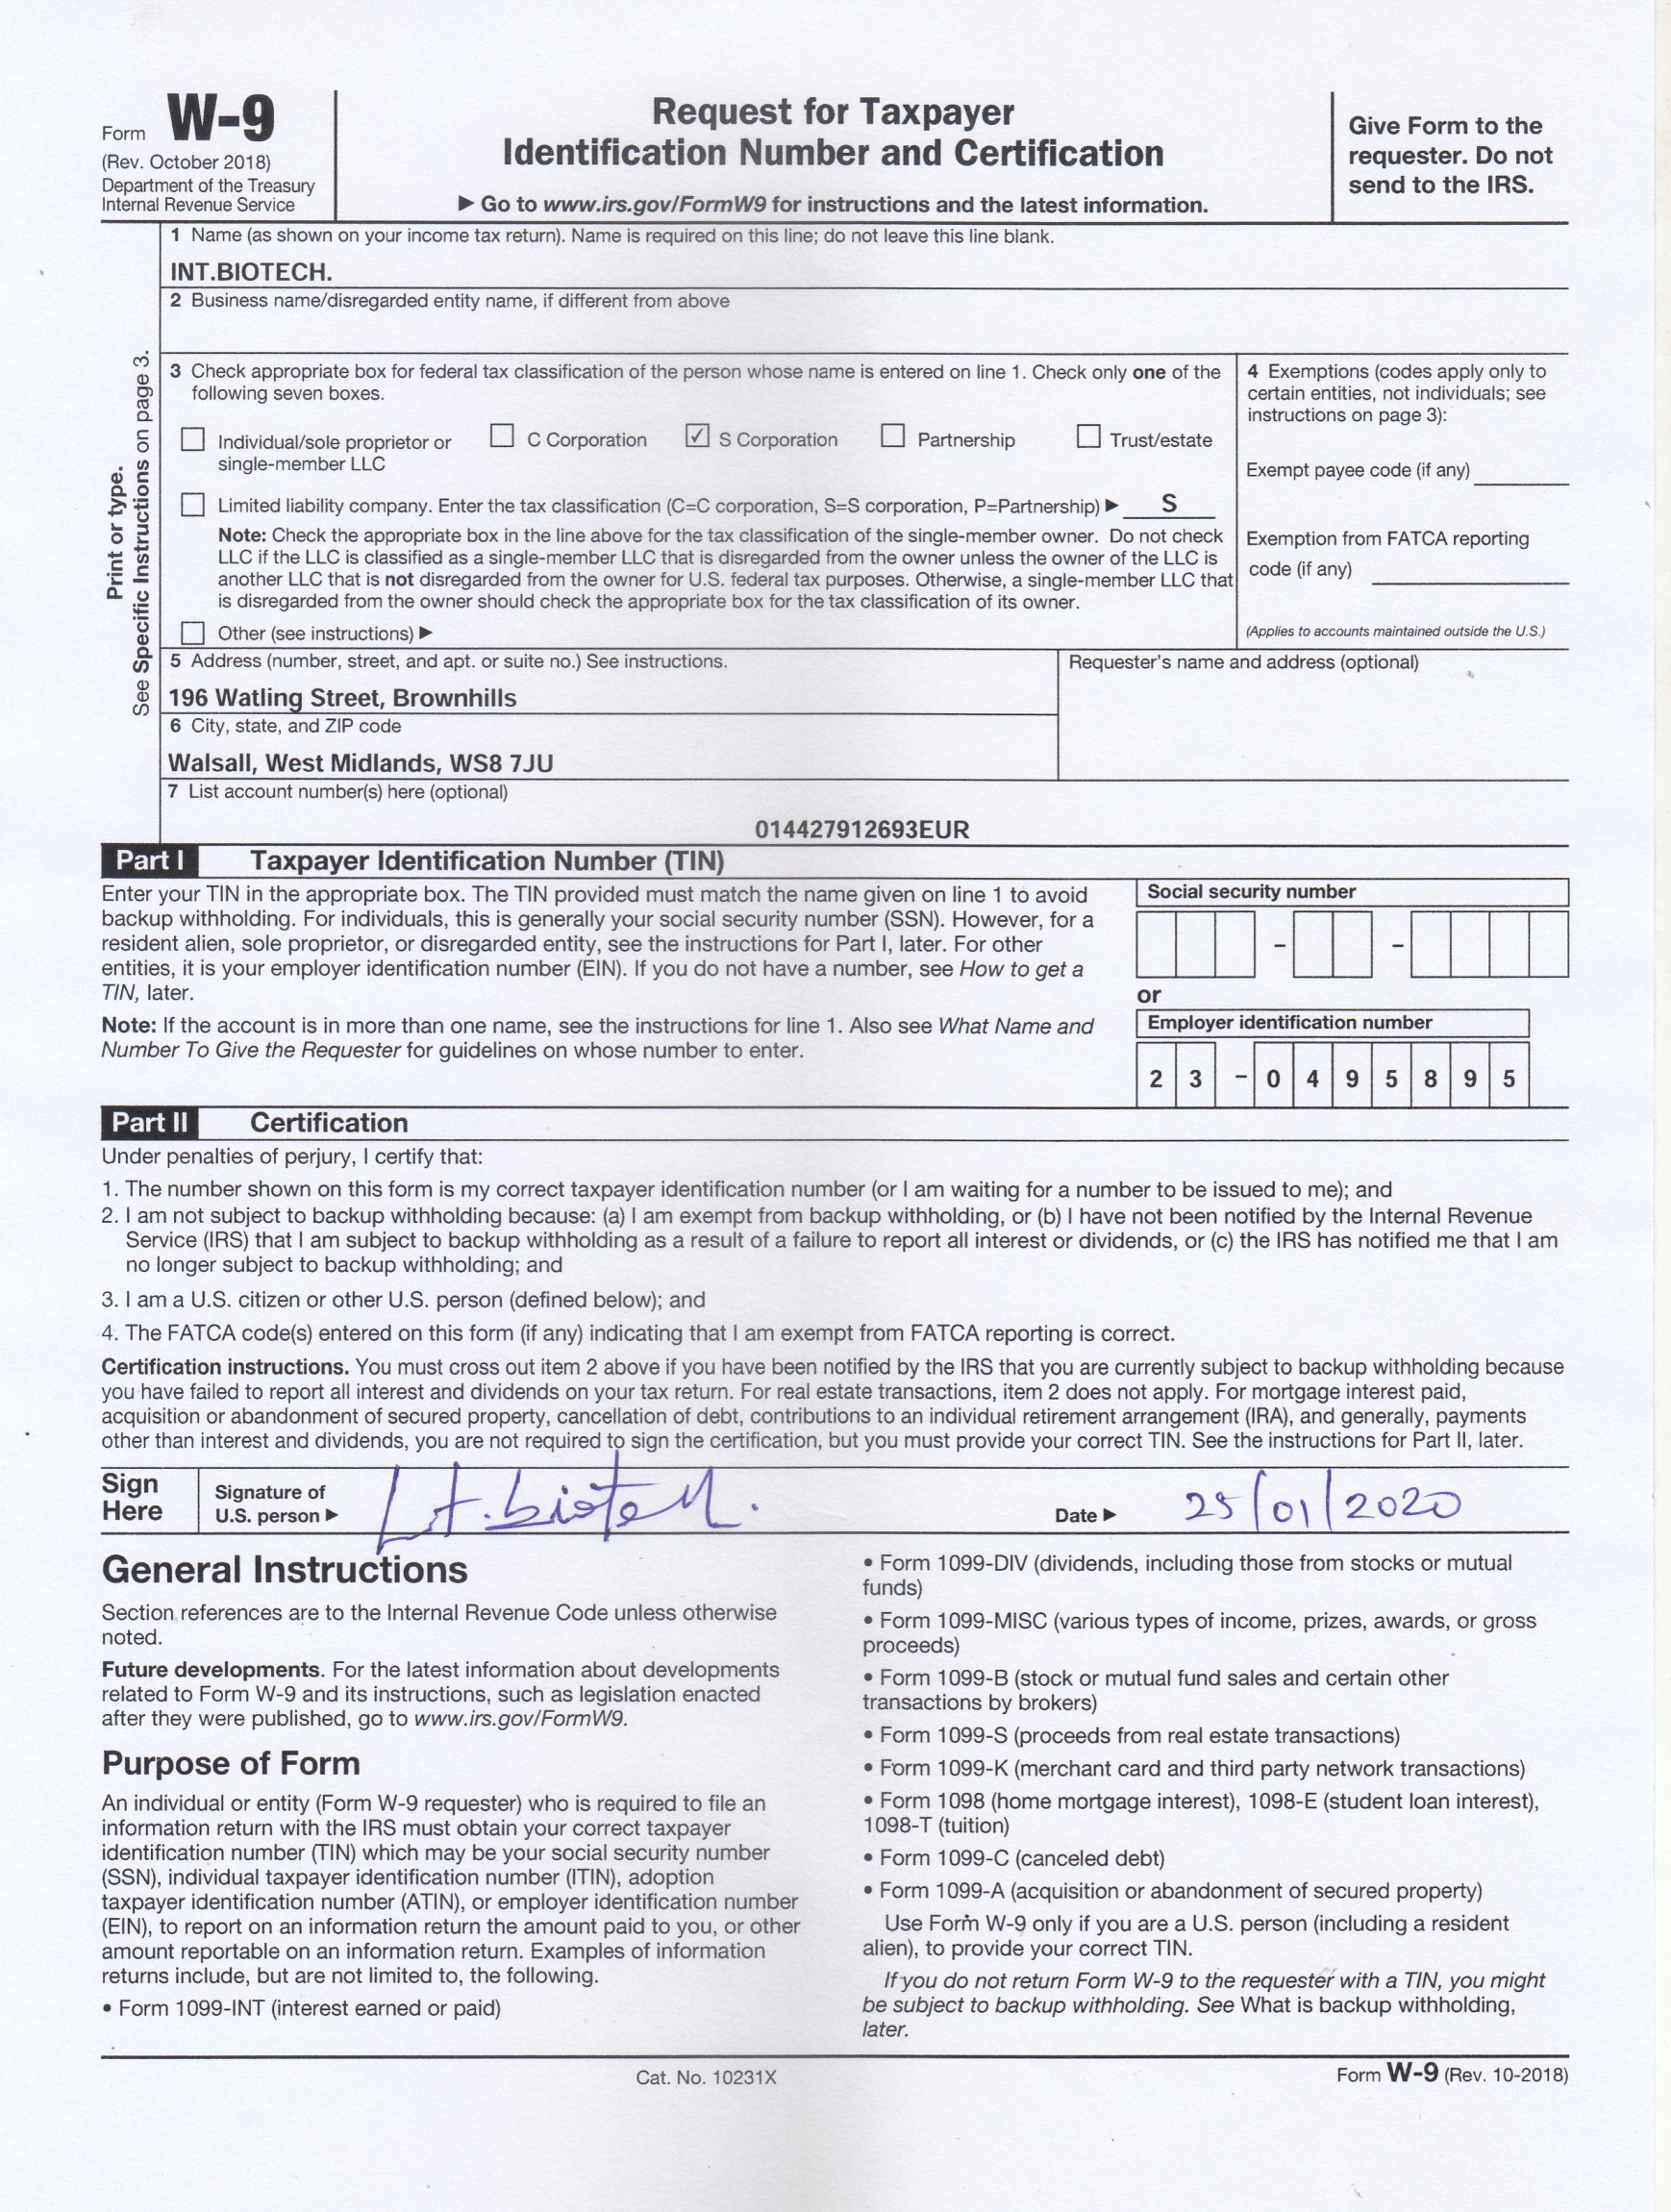 Form W-9
(Rev. October 2018)
Department of the Treasury
Internal Revenue Service
Request for Taxpayer
Identification Number and Certification
▶ Go to www.irs.gov/FormW9 for instructions and the latest information.
Give Form to the
requester. Do not
send to the IRS.
Print or type.
See Specific Instructions on page 3.
1 Name (as shown on your income tax return). Name is required on this line; do not leave this line blank.
INT.BIOTECH.
2 Business name/disregarded entity name, if different from above
3 Check appropriate box for federal tax classification of the person whose name is entered on line 1. Check only one of the
following seven boxes.
Individual/sole proprietor or
single-member LLC
C Corporation
✓ S Corporation
Partnership
Trust/estate
Limited liability company. Enter the tax classification (C=C corporation, S=S corporation, P=Partnership) ▶ S
Note: Check the appropriate box in the line above for the tax classification of the single-member owner. Do not check
LLC if the LLC is classified as a single-member LLC that is disregarded from the owner unless the owner of the LLC is
another LLC that is not disregarded from the owner for U.S. federal tax purposes. Otherwise, a single-member LLC that
is disregarded from the owner should check the appropriate box for the tax classification of its owner.
Other (see instructions) ▶
4 Exemptions (codes apply only to
certain entities, not individuals; see
instructions on page 3):
Exempt payee code (if any)
Exemption from FATCA reporting
code (if any)
(Applies to accounts maintained outside the U.S.)
5 Address (number, street, and apt. or suite no.) See instructions.
196 Watling Street, Brownhills
6 City, state, and ZIP code
Walsall, West Midlands, WS8 7JU
Requester's name and address (optional)
7 List account number(s) here (optional)
014427912693EUR
Part I Taxpayer Identification Number (TIN)
Enter your TIN in the appropriate box. The TIN provided must match the name given on line 1 to avoid
backup withholding. For individuals, this is generally your social security number (SSN). However, for a
resident alien, sole proprietor, or disregarded entity, see the instructions for Part I, later. For other
entities, it is your employer identification number (EIN). If you do not have a number, see How to get a
TIN, later.
Note: If the account is in more than one name, see the instructions for line 1. Also see What Name and
Number To Give the Requester for guidelines on whose number to enter.
Social security number
– –
or
Employer identification number
2 3 – 0 4 9 5 8 9 5
Part II Certification
Under penalties of perjury, I certify that:
1. The number shown on this form is my correct taxpayer identification number (or I am waiting for a number to be issued to me); and
2. I am not subject to backup withholding because: (a) I am exempt from backup withholding, or (b) I have not been notified by the Internal Revenue
Service (IRS) that I am subject to backup withholding as a result of a failure to report all interest or dividends, or (c) the IRS has notified me that I am
no longer subject to backup withholding; and
3. I am a U.S. citizen or other U.S. person (defined below); and
4. The FATCA code(s) entered on this form (if any) indicating that I am exempt from FATCA reporting is correct.
Certification instructions. You must cross out item 2 above if you have been notified by the IRS that you are currently subject to backup withholding because
you have failed to report all interest and dividends on your tax return. For real estate transactions, item 2 does not apply. For mortgage interest paid,
acquisition or abandonment of secured property, cancellation of debt, contributions to an individual retirement arrangement (IRA), and generally, payments
other than interest and dividends, you are not required to sign the certification, but you must provide your correct TIN. See the instructions for Part II, later.
Sign
Here
Signature of
U.S. person ▶
Date ▶ 25/01/2020
General Instructions
Section references are to the Internal Revenue Code unless otherwise
noted.
Future developments. For the latest information about developments
related to Form W-9 and its instructions, such as legislation enacted
after they were published, go to www.irs.gov/FormW9.
Purpose of Form
An individual or entity (Form W-9 requester) who is required to file an
information return with the IRS must obtain your correct taxpayer
identification number (TIN) which may be your social security number
(SSN), individual taxpayer identification number (ITIN), adoption
taxpayer identification number (ATIN), or employer identification number
(EIN), to report on an information return the amount paid to you, or other
amount reportable on an information return. Examples of information
returns include, but are not limited to, the following.
• Form 1099-INT (interest earned or paid)
• Form 1099-DIV (dividends, including those from stocks or mutual
funds)
• Form 1099-MISC (various types of income, prizes, awards, or gross
proceeds)
• Form 1099-B (stock or mutual fund sales and certain other
transactions by brokers)
• Form 1099-S (proceeds from real estate transactions)
• Form 1099-K (merchant card and third party network transactions)
• Form 1098 (home mortgage interest), 1098-E (student loan interest),
1098-T (tuition)
• Form 1099-C (canceled debt)
• Form 1099-A (acquisition or abandonment of secured property)
Use Form W-9 only if you are a U.S. person (including a resident
alien), to provide your correct TIN.
If you do not return Form W-9 to the requester with a TIN, you might
be subject to backup withholding. See What is backup withholding,
later.
Cat. No. 10231X
Form W-9 (Rev. 10-2018)